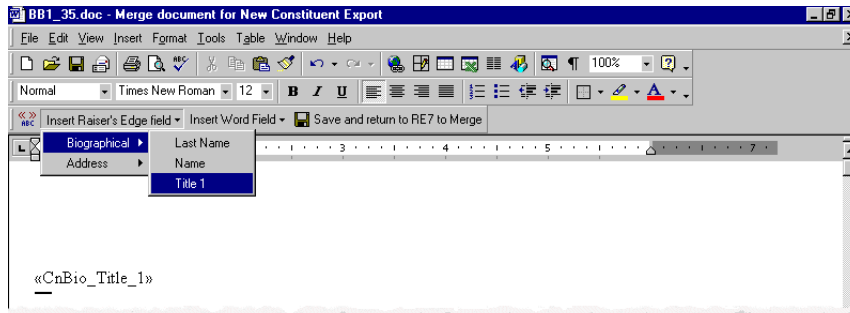 BB1_35.doc - Merge document for New Constituent Export
File Edit View Insert Format Tools Table Window Help
100%
Normal Times New Roman 12 B I U A
ABC Insert Raiser's Edge field Insert Word Field Save and return to RE7 to Merge
Biographical Last Name
3 4 5 7
Address Name
Title 1
«CnBio_Title_1»